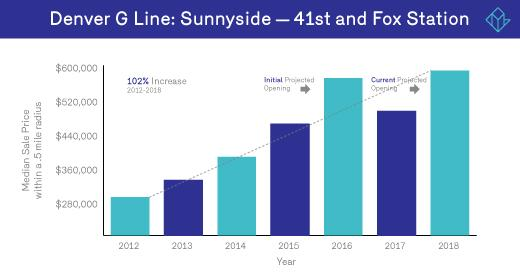 Denver G Line: Sunnyside — 41st and Fox Station
$600,000
$520,000
$440,000
$360,000
$280,000
Median Sale Price
within a .5 mile radius
102% Increase
2012-2018
Initial Projected
Opening
Current Projected
Opening
2012
2013
2014
2015
2016
2017
2018
Year